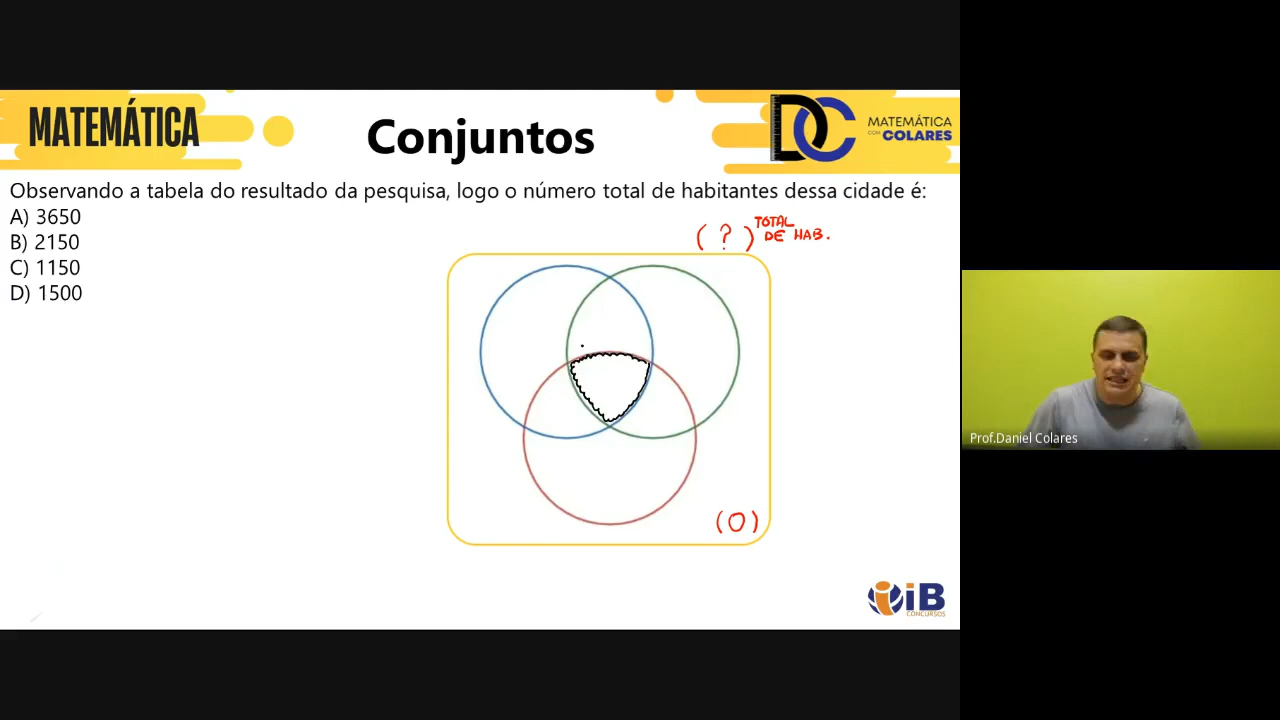 MATEMÁTICA
Conjuntos
DC
MATEMÁTICA
COM COLARES
Observando a tabela do resultado da pesquisa, logo o número total de habitantes dessa cidade é:
A) 3650
B) 2150
C) 1150
D) 1500
( ? ) TOTAL
DE HAB.
(0)
Prof.Daniel Colares
iB
CONCURSOS